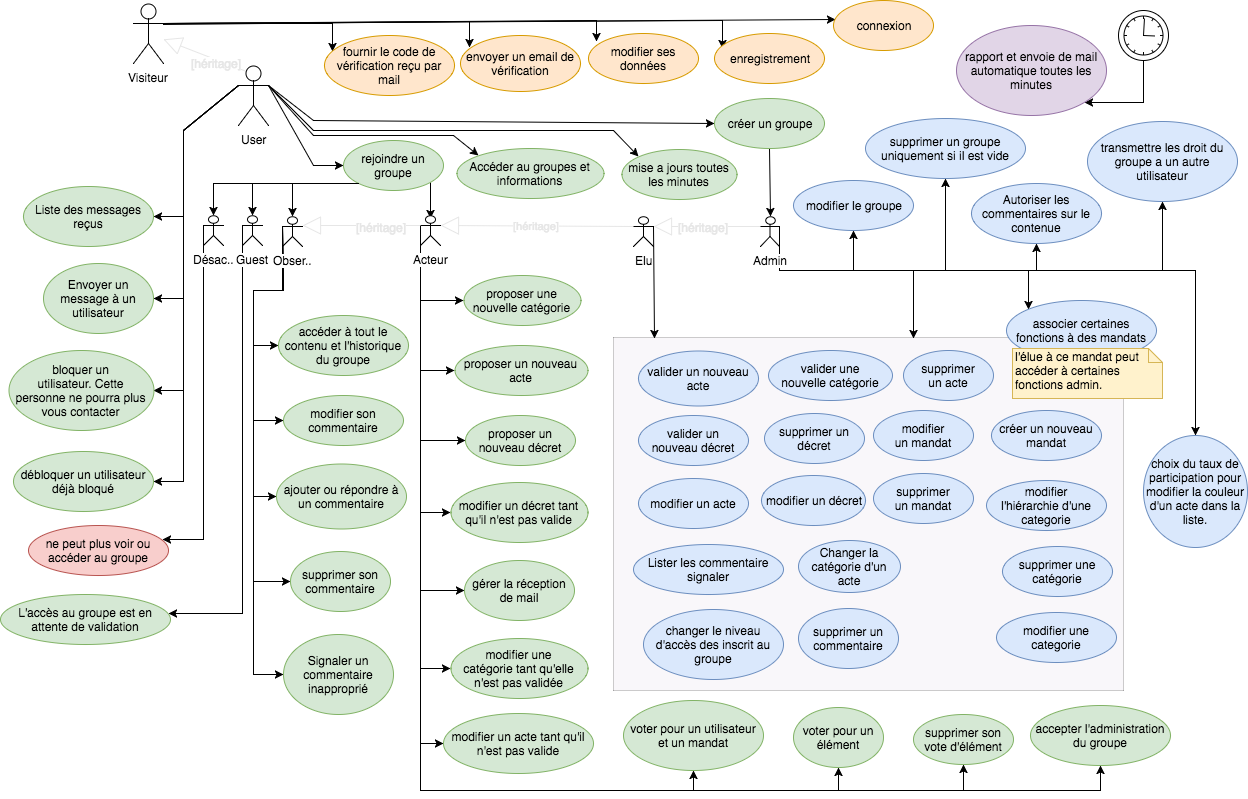 connexion
fournir le code de
vérification reçu par
mail
envoyer un email de
vérification
modifier ses
données
enregistrement
rapport et envoie de mail
automatique toutes les
minutes
Visiteur
[héritage]
User
créer un groupe
rejoindre un
groupe
Accéder au groupes et
informations
mise a jours toutes
les minutes
supprimer un groupe
uniquement si il est vide
transmettre les droit du
groupe a un autre
utilisateur
modifier le groupe
Autoriser les
commentaires sur le
contenue
Liste des messages
reçus
Désac..
Guest
Obser..
[héritage]
Acteur
[héritage]
Elu
[héritage]
Admin
Envoyer un
message à un
utilisateur
bloquer un
utilisateur. Cette
personne ne pourra plus
vous contacter
débloquer un utilisateur
déjà bloqué
ne peut plus voir ou
accéder au groupe
L'accès au groupe est en
attente de validation
accéder à tout le
contenu et l'historique
du groupe
modifier son
commentaire
ajouter ou répondre à
un commentaire
supprimer son
commentaire
Signaler un
commentaire
inapproprié
proposer une
nouvelle catégorie
proposer un nouveau
acte
proposer un
nouveau décret
modifier un décret tant
qu'il n'est pas valide
gérer la réception
de mail
modifier une
catégorie tant qu'elle
n'est pas validée
modifier un acte tant qu'il
n'est pas valide
associer certaines
fonctions à des mandats
l'élue à ce mandat peut
accéder à certaines
fonctions admin.
valider un nouveau
acte
valider une
nouvelle catégorie
supprimer
un acte
valider un
nouveau décret
supprimer un
décret
modifier
un mandat
créer un nouveau
mandat
modifier un acte
modifier un décret
supprimer
un mandat
modifier
l'hiérarchie d'une
categorie
Lister les commentaire
signaler
Changer la
catégorie d'un
acte
supprimer une
catégorie
changer le niveau
d'accès des inscrit au
groupe
supprimer un
commentaire
modifier une
categorie
choix du taux de
participation pour
modifier la couleur
d'un acte dans la
liste.
voter pour un utilisateur
et un mandat
voter pour un
élément
supprimer son
vote d'élément
accepter l'administration
du groupe